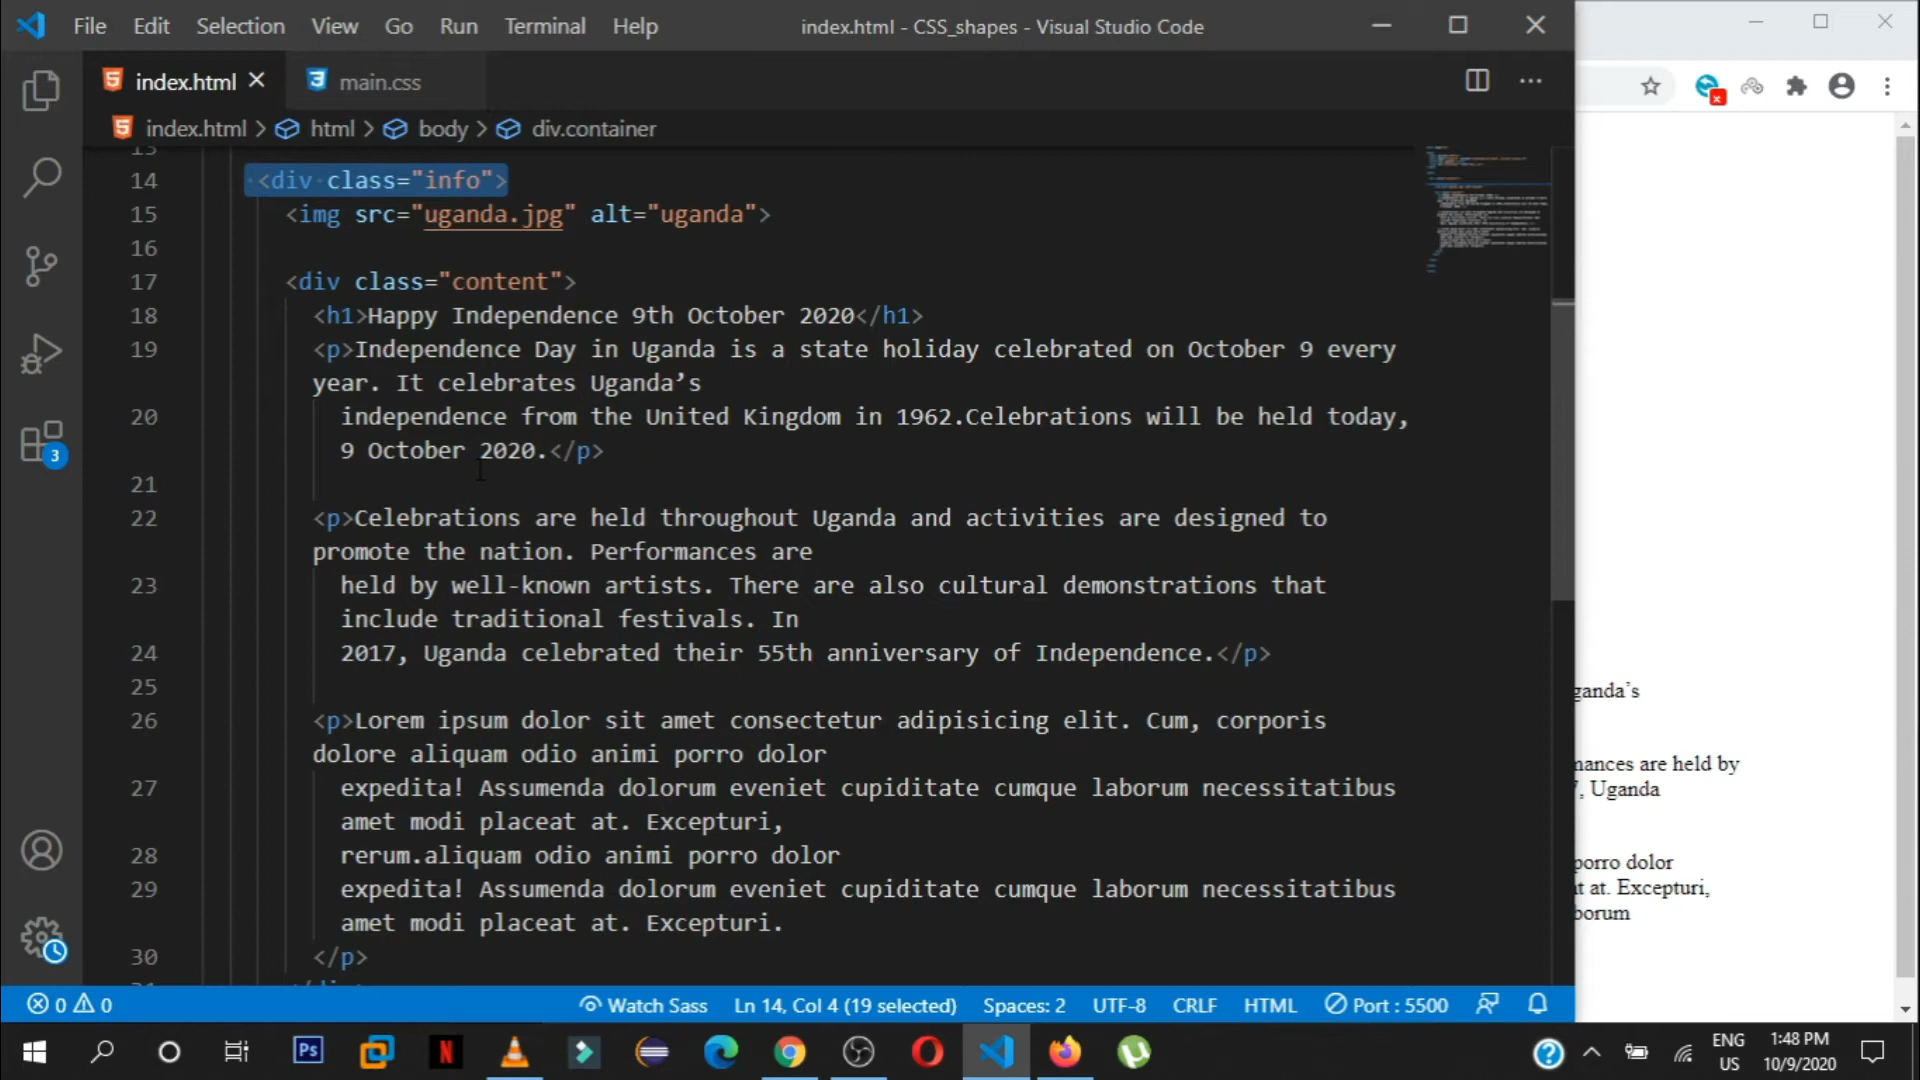 File Edit Selection View Go Run Terminal Help index.html - CSS_shapes - Visual Studio Code
index.html main.css
index.html > html > body > div.container
13
14 <div class="info">
15 <img src="uganda.jpg" alt="uganda">
16
17 <div class="content">
18 <h1>Happy Independence 9th October 2020</h1>
19 <p>Independence Day in Uganda is a state holiday celebrated on October 9 every
year. It celebrates Uganda’s
20 independence from the United Kingdom in 1962.Celebrations will be held today,
9 October 2020.</p>
21
22 <p>Celebrations are held throughout Uganda and activities are designed to
promote the nation. Performances are
23 held by well-known artists. There are also cultural demonstrations that
include traditional festivals. In
24 2017, Uganda celebrated their 55th anniversary of Independence.</p>
25
26 <p>Lorem ipsum dolor sit amet consectetur adipisicing elit. Cum, corporis
dolore aliquam odio animi porro dolor
27 expedita! Assumenda dolorum eveniet cupiditate cumque laborum necessitatibus
amet modi placeat at. Excepturi,
28 rerum.aliquam odio animi porro dolor
29 expedita! Assumenda dolorum eveniet cupiditate cumque laborum necessitatibus
amet modi placeat at. Excepturi.
30 </p>
ganda’s
mances are held by
, Uganda
porro dolor
t at. Excepturi,
borum
3
0 0 Watch Sass Ln 14, Col 4 (19 selected) Spaces: 2 UTF-8 CRLF HTML Port : 5500
Ps N ENG 1:48 PM
US 10/9/2020